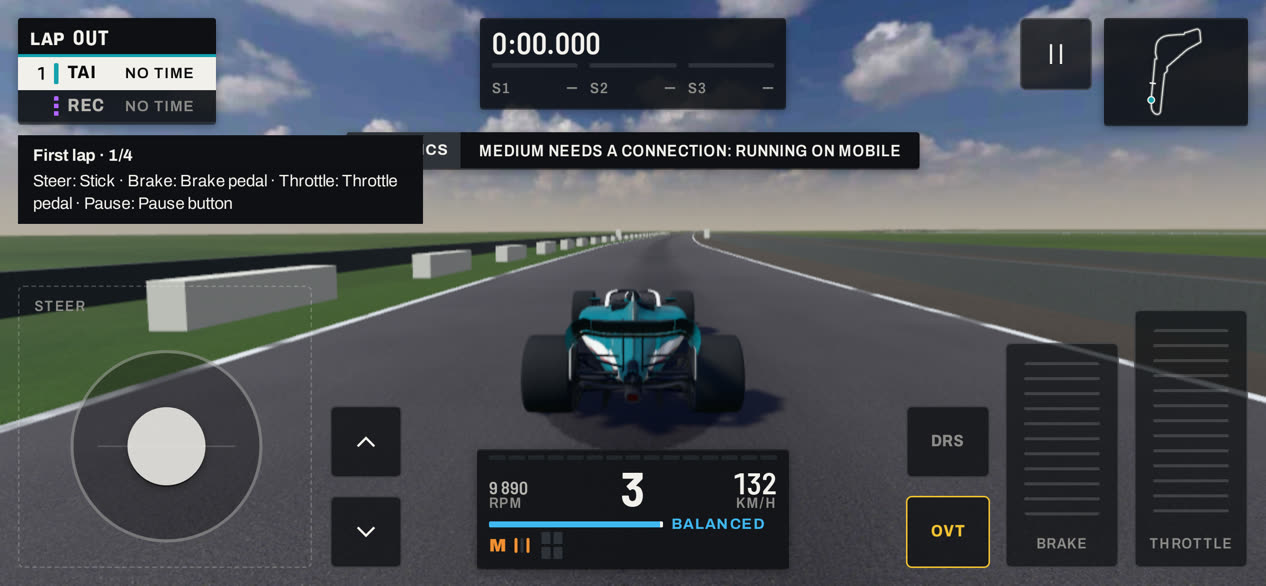 LAP OUT
1 TAI NO TIME
REC NO TIME
0:00.000
S1 – S2 – S3 –
First lap · 1/4
Steer: Stick · Brake: Brake pedal · Throttle: Throttle
pedal · Pause: Pause button
CS MEDIUM NEEDS A CONNECTION: RUNNING ON MOBILE
STEER
9 890
RPM
3
132
KM/H
BALANCED
M
DRS
OVT
BRAKE
THROTTLE